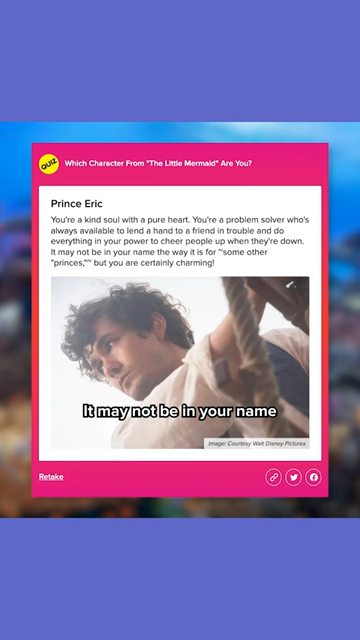 QUIZ
Which Character From "The Little Mermaid" Are You?
Prince Eric
You're a kind soul with a pure heart. You're a problem solver who's
always available to lend a hand to a friend in trouble and do
everything in your power to cheer people up when they're down.
It may not be in your name the way it is for ~some other
"princes,"~ but you are certainly charming!
It may not be in your name
Image: Courtesy Walt Disney Pictures
Retake